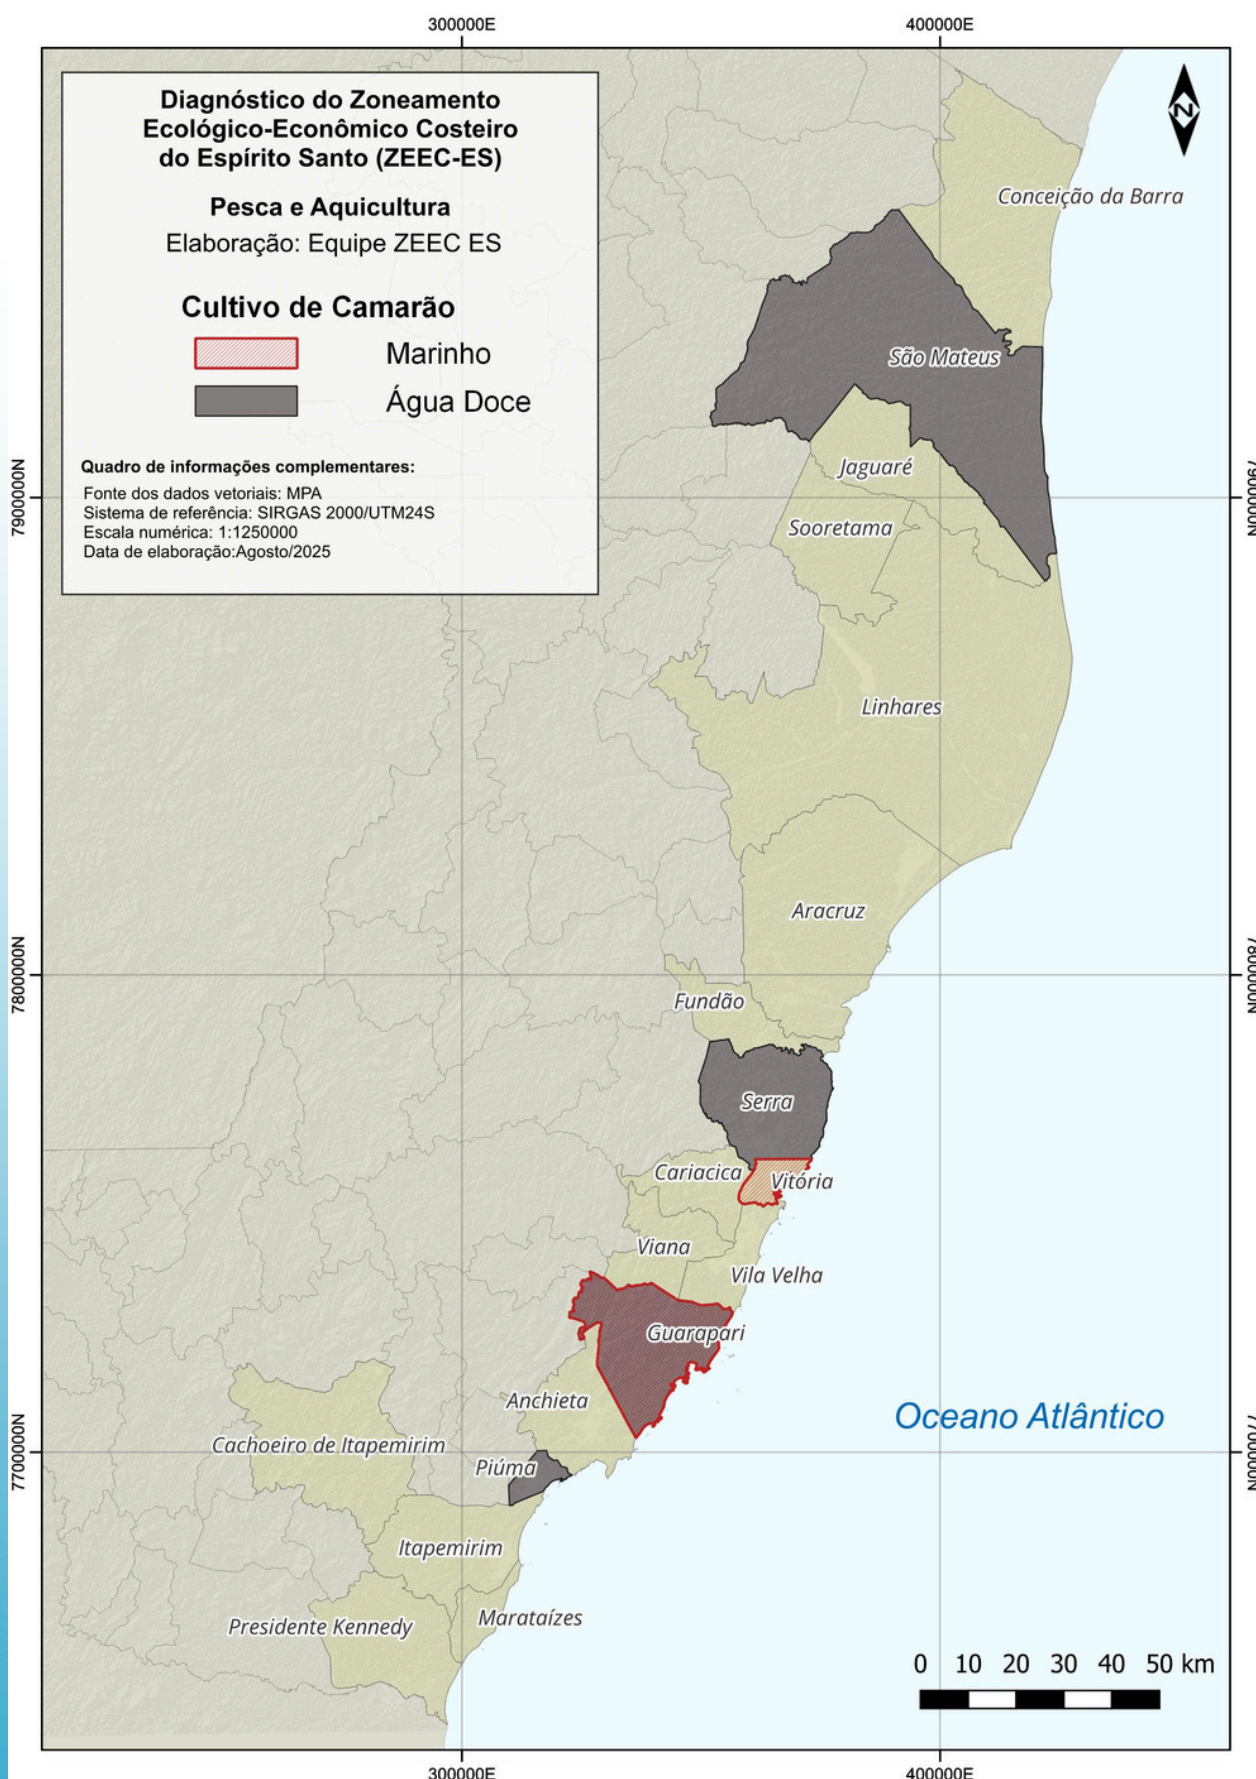 300000E
400000E
Diagnóstico do Zoneamento
Ecológico-Econômico Costeiro
do Espírito Santo (ZEEC-ES)
Pesca e Aquicultura
Elaboração: Equipe ZEEC ES
Cultivo de Camarão
Marinho
Água Doce
Quadro de informações complementares:
Fonte dos dados vetoriais: MPA
Sistema de referência: SIRGAS 2000/UTM24S
Escala numérica: 1:1250000
Data de elaboração:Agosto/2025
N
Conceição da Barra
São Mateus
Jaguaré
7900000N
7900000N
Sooretama
Linhares
Aracruz
7800000N
7800000N
Fundão
Serra
Cariacica
Vitória
Viana
Vila Velha
Guarapari
Anchieta
Oceano Atlântico
Cachoeiro de Itapemirim
7700000N
7700000N
Piúma
Itapemirim
Marataízes
Presidente Kennedy
0 10 20 30 40 50 km
300000E
400000E